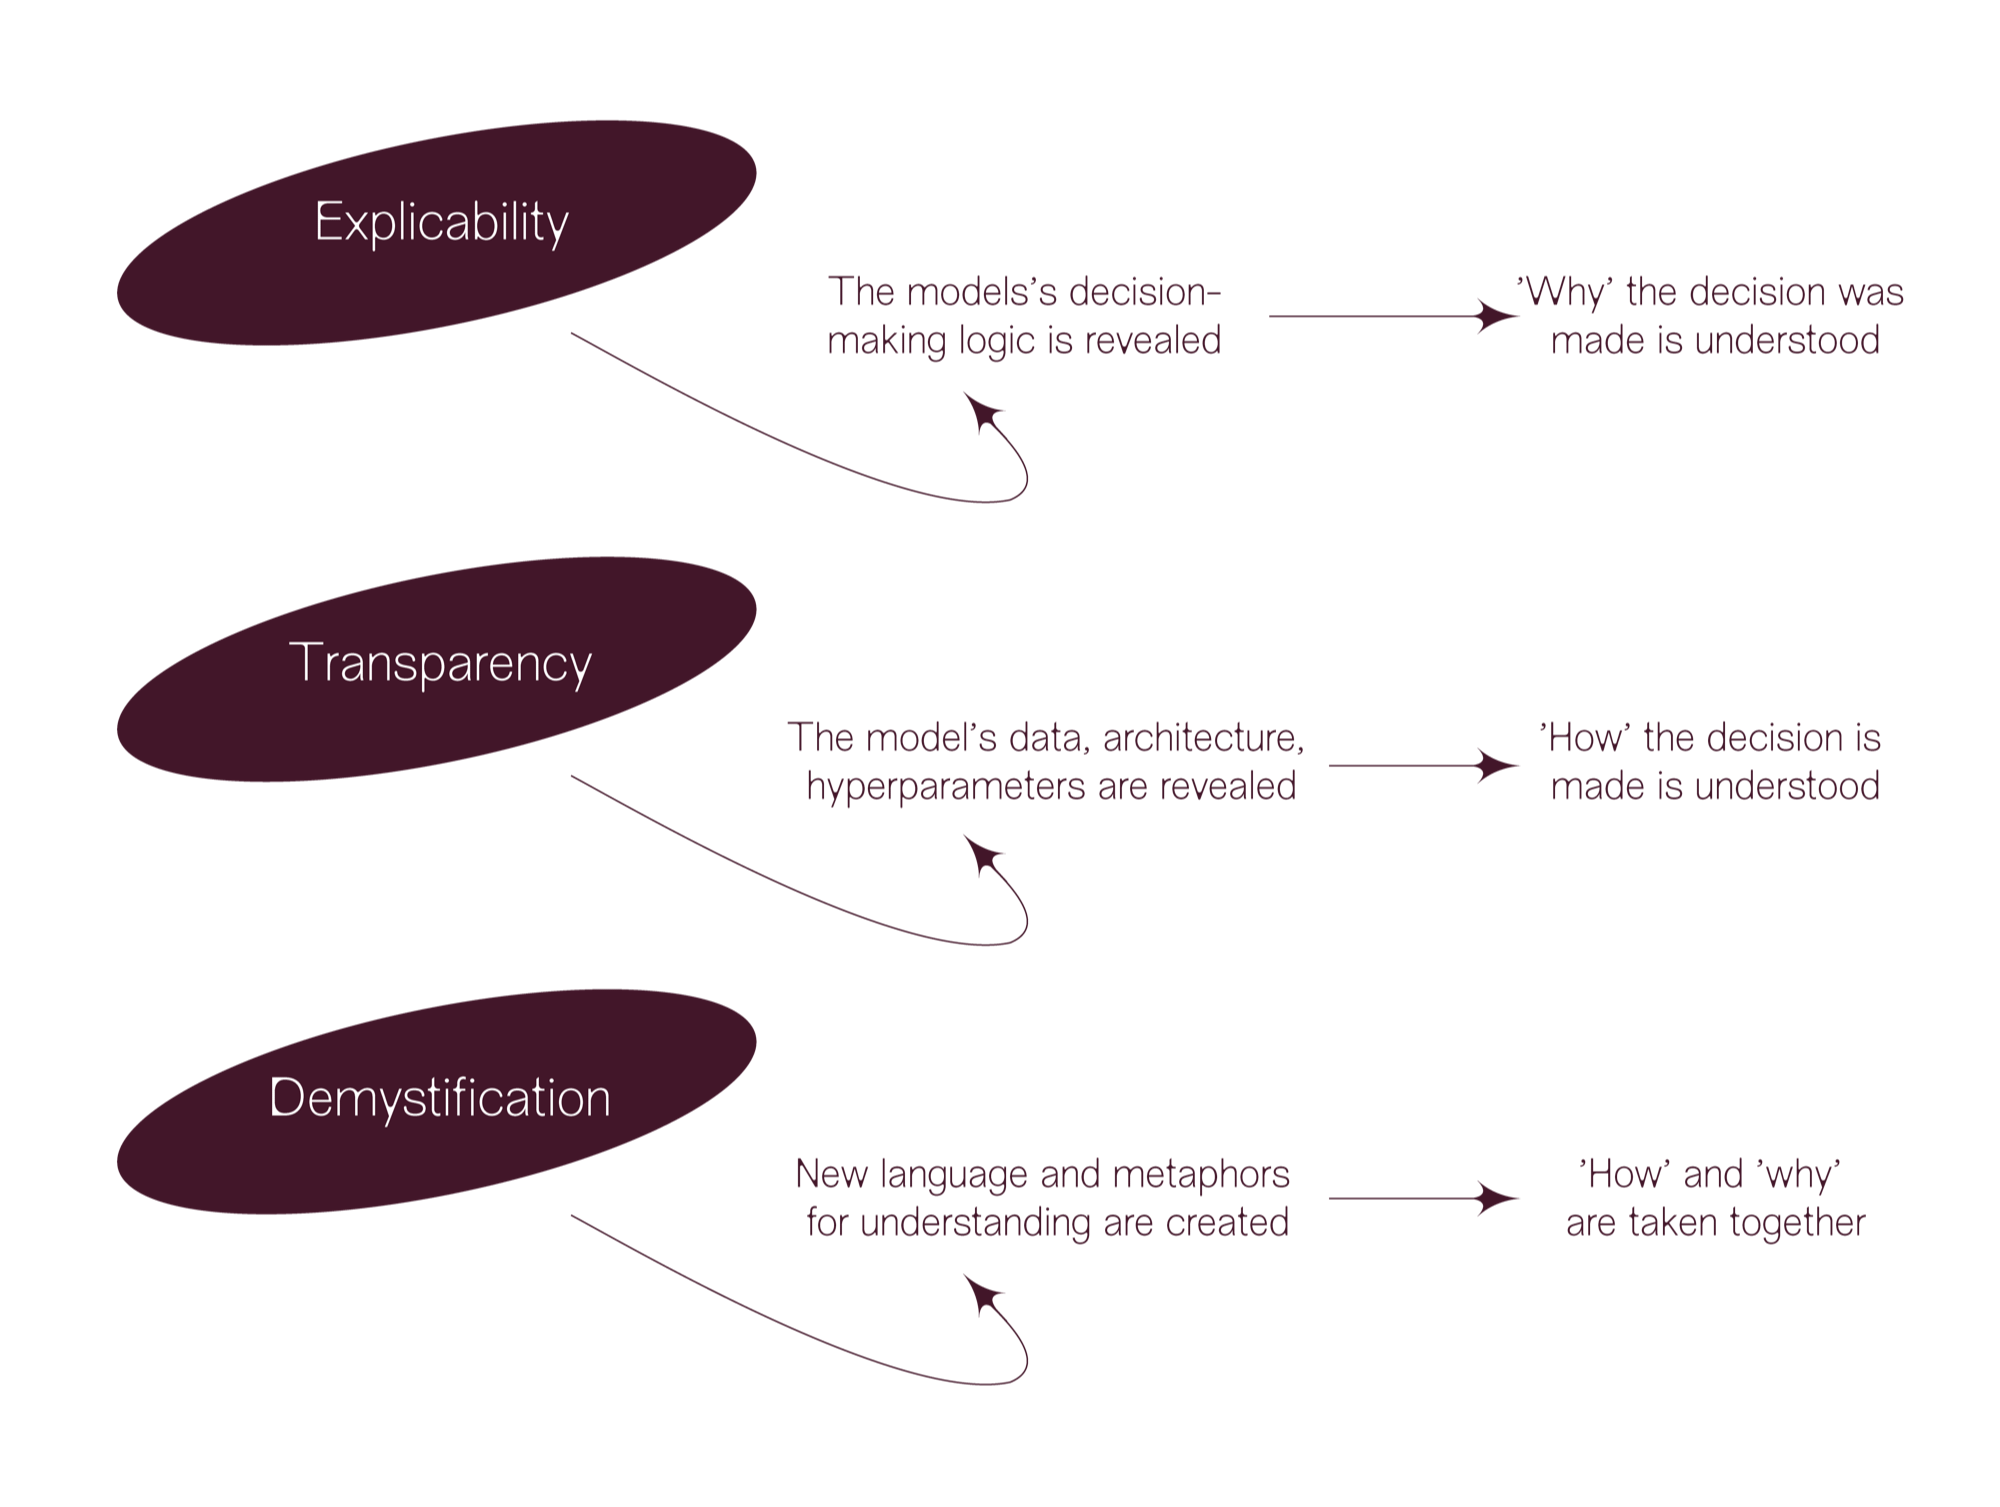 Explicability
The models's decision-
making logic is revealed
’Why’ the decision was
made is understood
Transparency
The model's data, architecture,
hyperparameters are revealed
’How’ the decision is
made is understood
Demystification
New language and metaphors
for understanding are created
’How’ and ’why’
are taken together